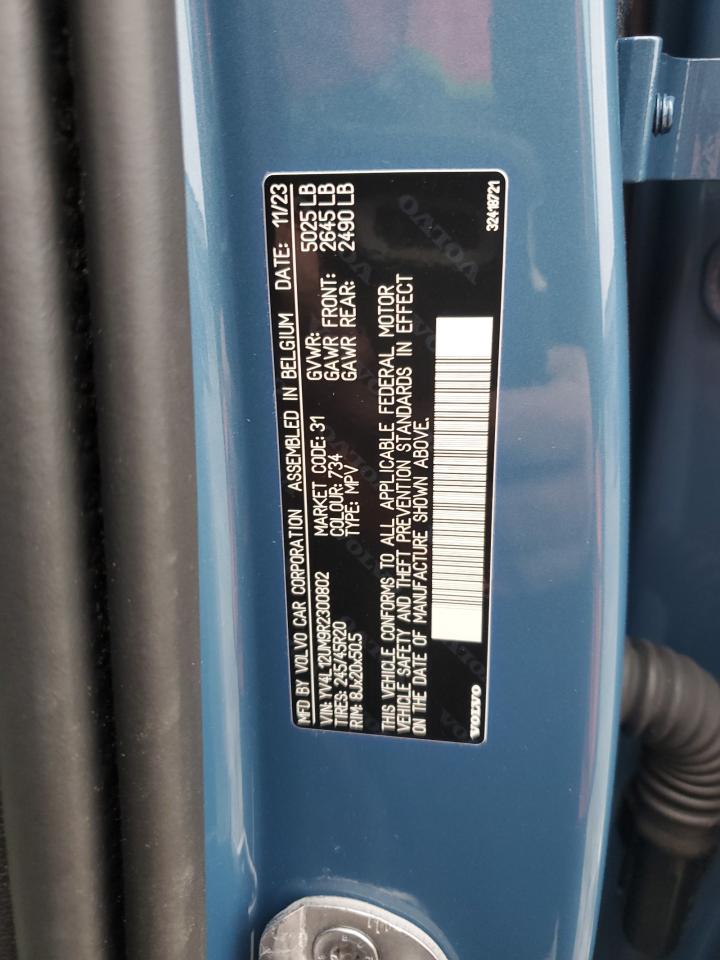 MFD BY VOLVO CAR CORPORATION ASSEMBLED IN BELGIUM DATE: 11/23
VIN: YV4L12UM9R2300802 MARKET CODE: 31 GVWR: 5025 LB
TIRES: 245/45R20 COLOUR: 734 GAWR FRONT: 2645 LB
RIM: 8Jx20x50.5 TYPE: MPV GAWR REAR: 2490 LB
THIS VEHICLE CONFORMS TO ALL APPLICABLE FEDERAL MOTOR
VEHICLE SAFETY AND THEFT PREVENTION STANDARDS IN EFFECT
ON THE DATE OF MANUFACTURE SHOWN ABOVE.
VOLVO 32418721